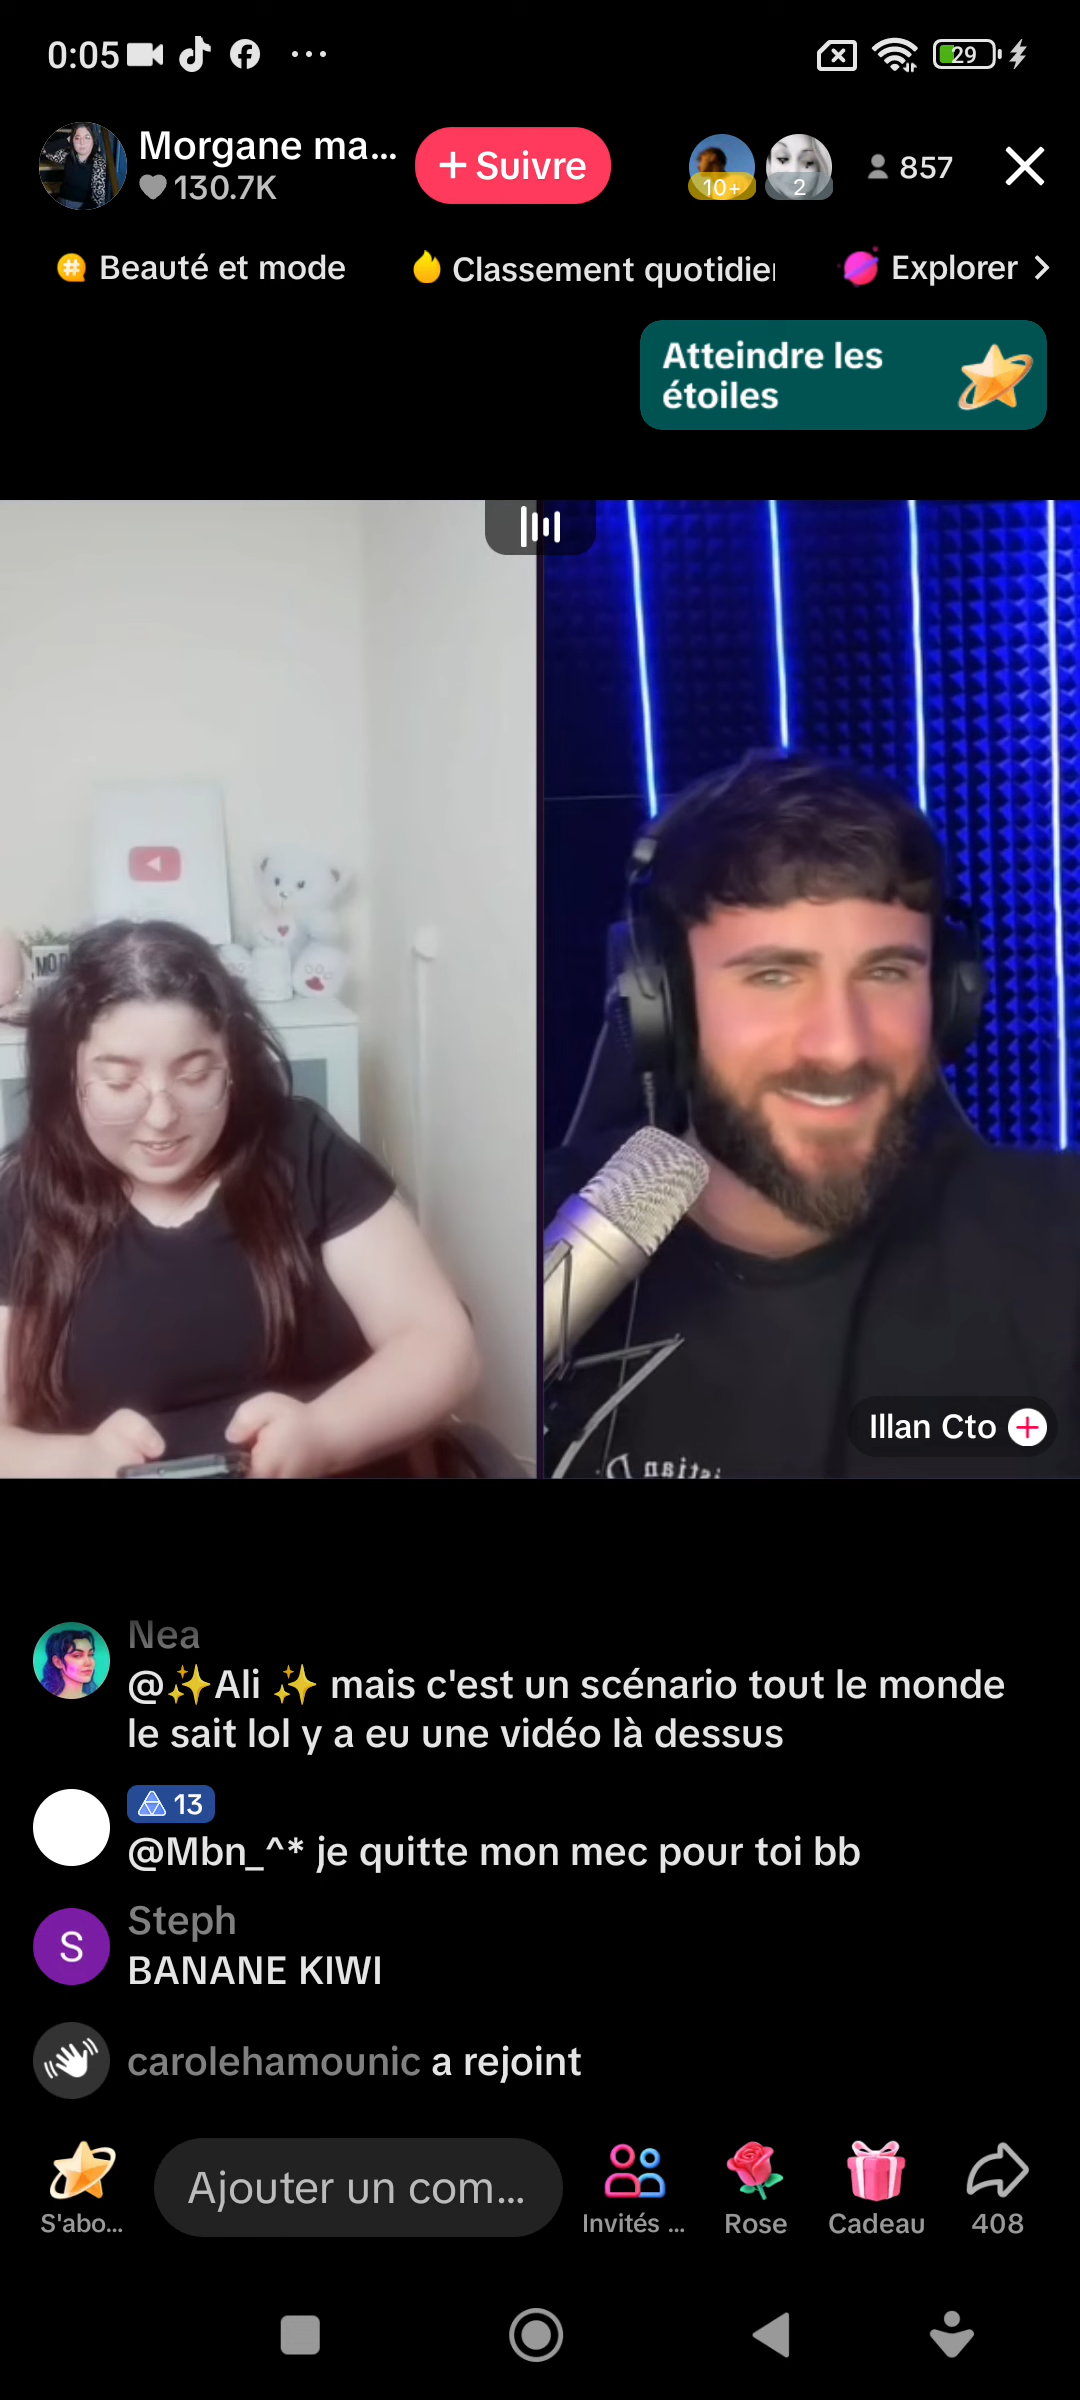 0:05
29
Morgane ma...
130.7K
+ Suivre
10+
2
857
Beauté et mode
Classement quotidien
Explorer >
Atteindre les
étoiles
Illan Cto
Nea
@✨Ali ✨ mais c'est un scénario tout le monde
le sait lol y a eu une vidéo là dessus
13
@Mbn_^* je quitte mon mec pour toi bb
S
Steph
BANANE KIWI
carolehamounic a rejoint
S'abo...
Ajouter un com...
Invités ...
Rose
Cadeau
408